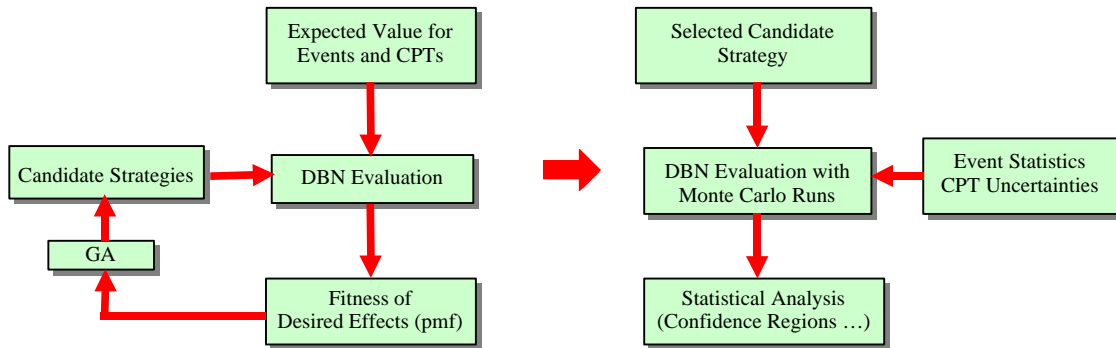 Expected Value for
Events and CPTs
Candidate Strategies
DBN Evaluation
GA
Fitness of
Desired Effects (pmf)
Selected Candidate
Strategy
DBN Evaluation with
Monte Carlo Runs
Event Statistics
CPT Uncertainties
Statistical Analysis
(Confidence Regions …)